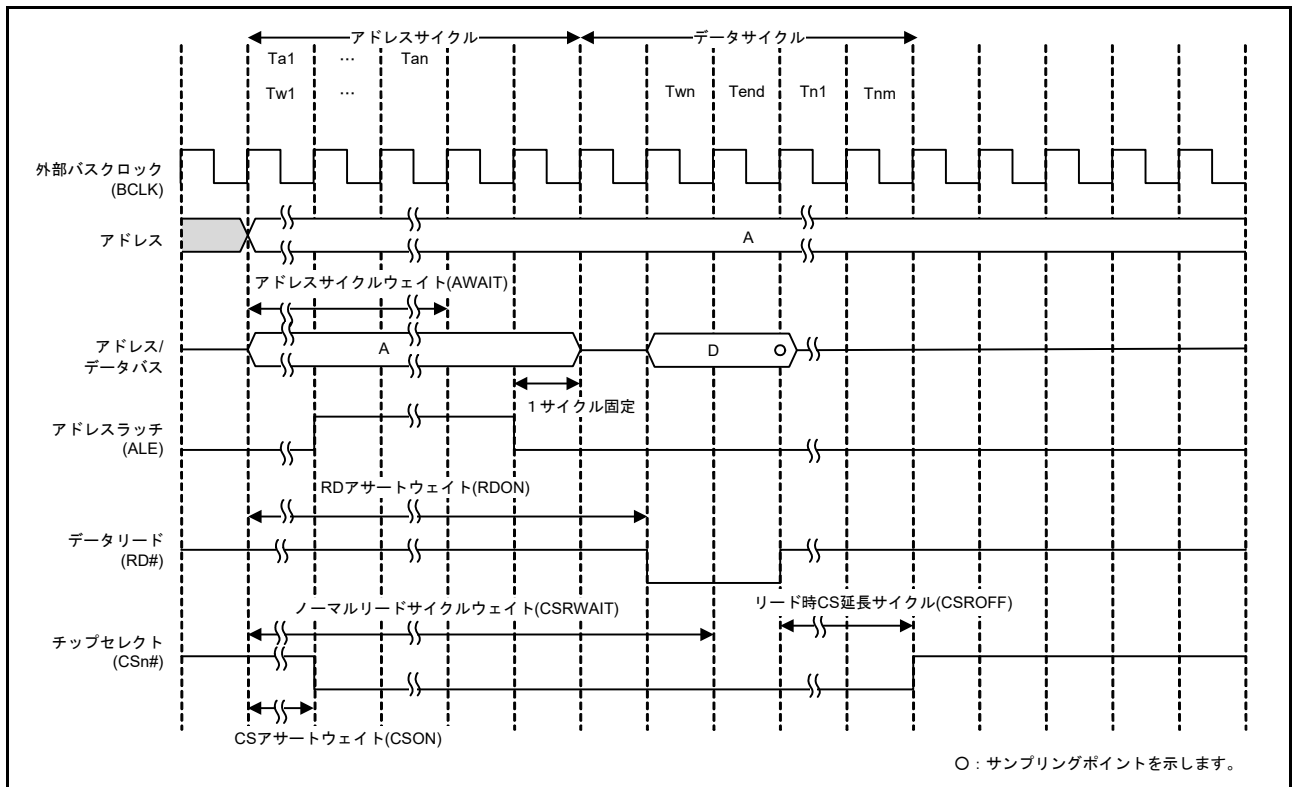 アドレスサイクル
データサイクル
Ta1 … Tan
Tw1 … Twn Tend Tn1 Tnm
外部バスクロック
(BCLK)
アドレス
A
アドレスサイクルウェイト(AWAIT)
アドレス/
データバス
A
D
1サイクル固定
アドレスラッチ
(ALE)
RDアサートウェイト(RDON)
データリード
(RD#)
ノーマルリードサイクルウェイト(CSRWAIT)
リード時CS延長サイクル(CSROFF)
チップセレクト
(CSn#)
CSアサートウェイト(CSON)
○:サンプリングポイントを示します。